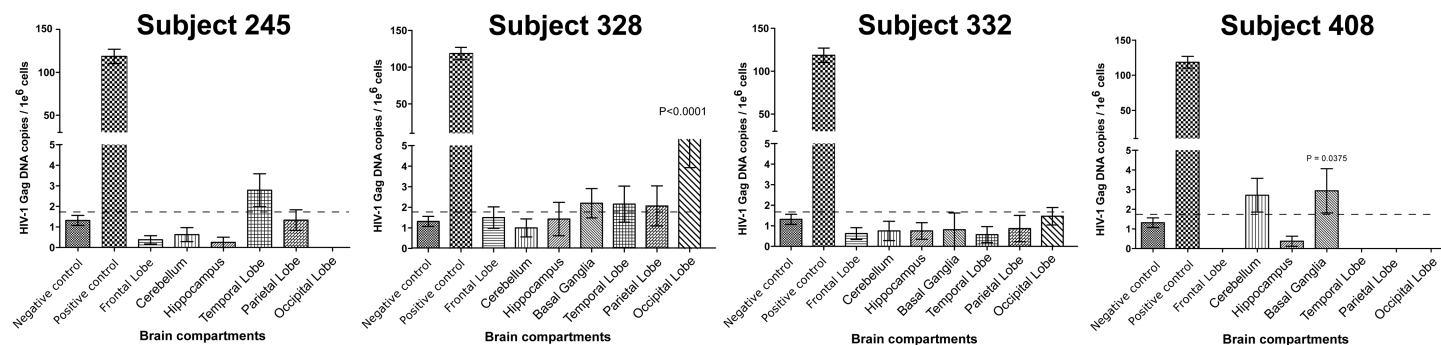 Subject 245
HIV-1 Gag DNA copies / 1e⁶ cells
150
100
50
5
4
3
2
1
0
Negative control
Positive control
Frontal Lobe
Cerebellum
Hippocampus
Temporal Lobe
Parietal Lobe
Occipital Lobe
Brain compartments
Subject 328
HIV-1 Gag DNA copies / 1e⁶ cells
150
100
50
5
4
3
2
1
0
P<0.0001
Negative control
Positive control
Frontal Lobe
Cerebellum
Hippocampus
Basal Ganglia
Temporal Lobe
Parietal Lobe
Occipital Lobe
Brain compartments
Subject 332
HIV-1 Gag DNA copies / 1e⁶ cells
150
100
50
5
4
3
2
1
0
Negative control
Positive control
Frontal Lobe
Cerebellum
Hippocampus
Basal Ganglia
Temporal Lobe
Parietal Lobe
Occipital Lobe
Brain compartments
Subject 408
HIV-1 Gag DNA copies / 1e⁶ cells
150
100
50
5
4
3
2
1
0
P = 0.0375
Negative control
Positive control
Frontal Lobe
Cerebellum
Hippocampus
Basal Ganglia
Temporal Lobe
Parietal Lobe
Occipital Lobe
Brain compartments